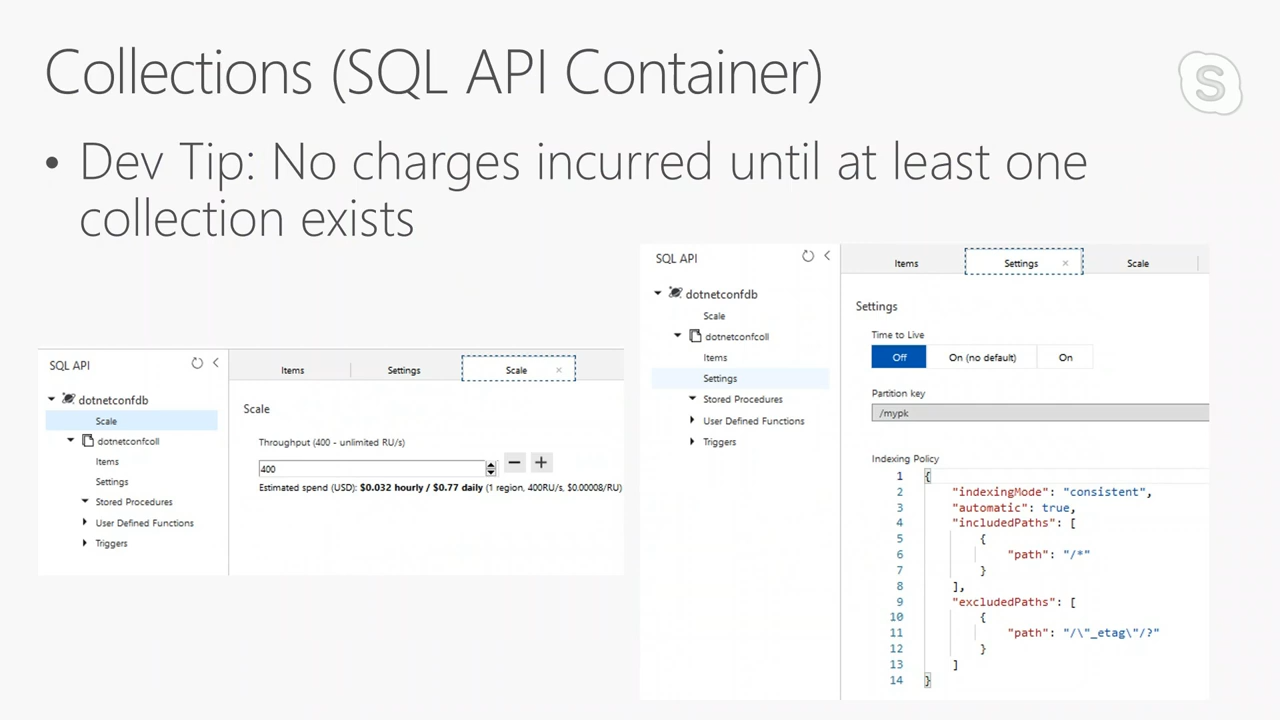 Collections (SQL API Container)
S
• Dev Tip: No charges incurred until at least one
collection exists
SQL API
Items
Settings
Scale
dotnetconfdb
Scale
dotnetconfcoll
Items
Settings
Stored Procedures
User Defined Functions
Triggers
Scale
Throughput (400 - unlimited RU/s)
400
Estimated spend (USD): $0.032 hourly / $0.77 daily (1 region, 400RU/s, $0.00008/RU)
SQL API
Items
Settings
Scale
dotnetconfdb
Scale
dotnetconfcoll
Items
Settings
Stored Procedures
User Defined Functions
Triggers
Settings
Time to Live
Off On (no default) On
Partition key
/mypk
Indexing Policy
1 {
2 "indexingMode": "consistent",
3 "automatic": true,
4 "includedPaths": [
5 {
6 "path": "/*"
7 }
8 ],
9 "excludedPaths": [
10 {
11 "path": "/\"_etag\"/?"
12 }
13 ]
14 }